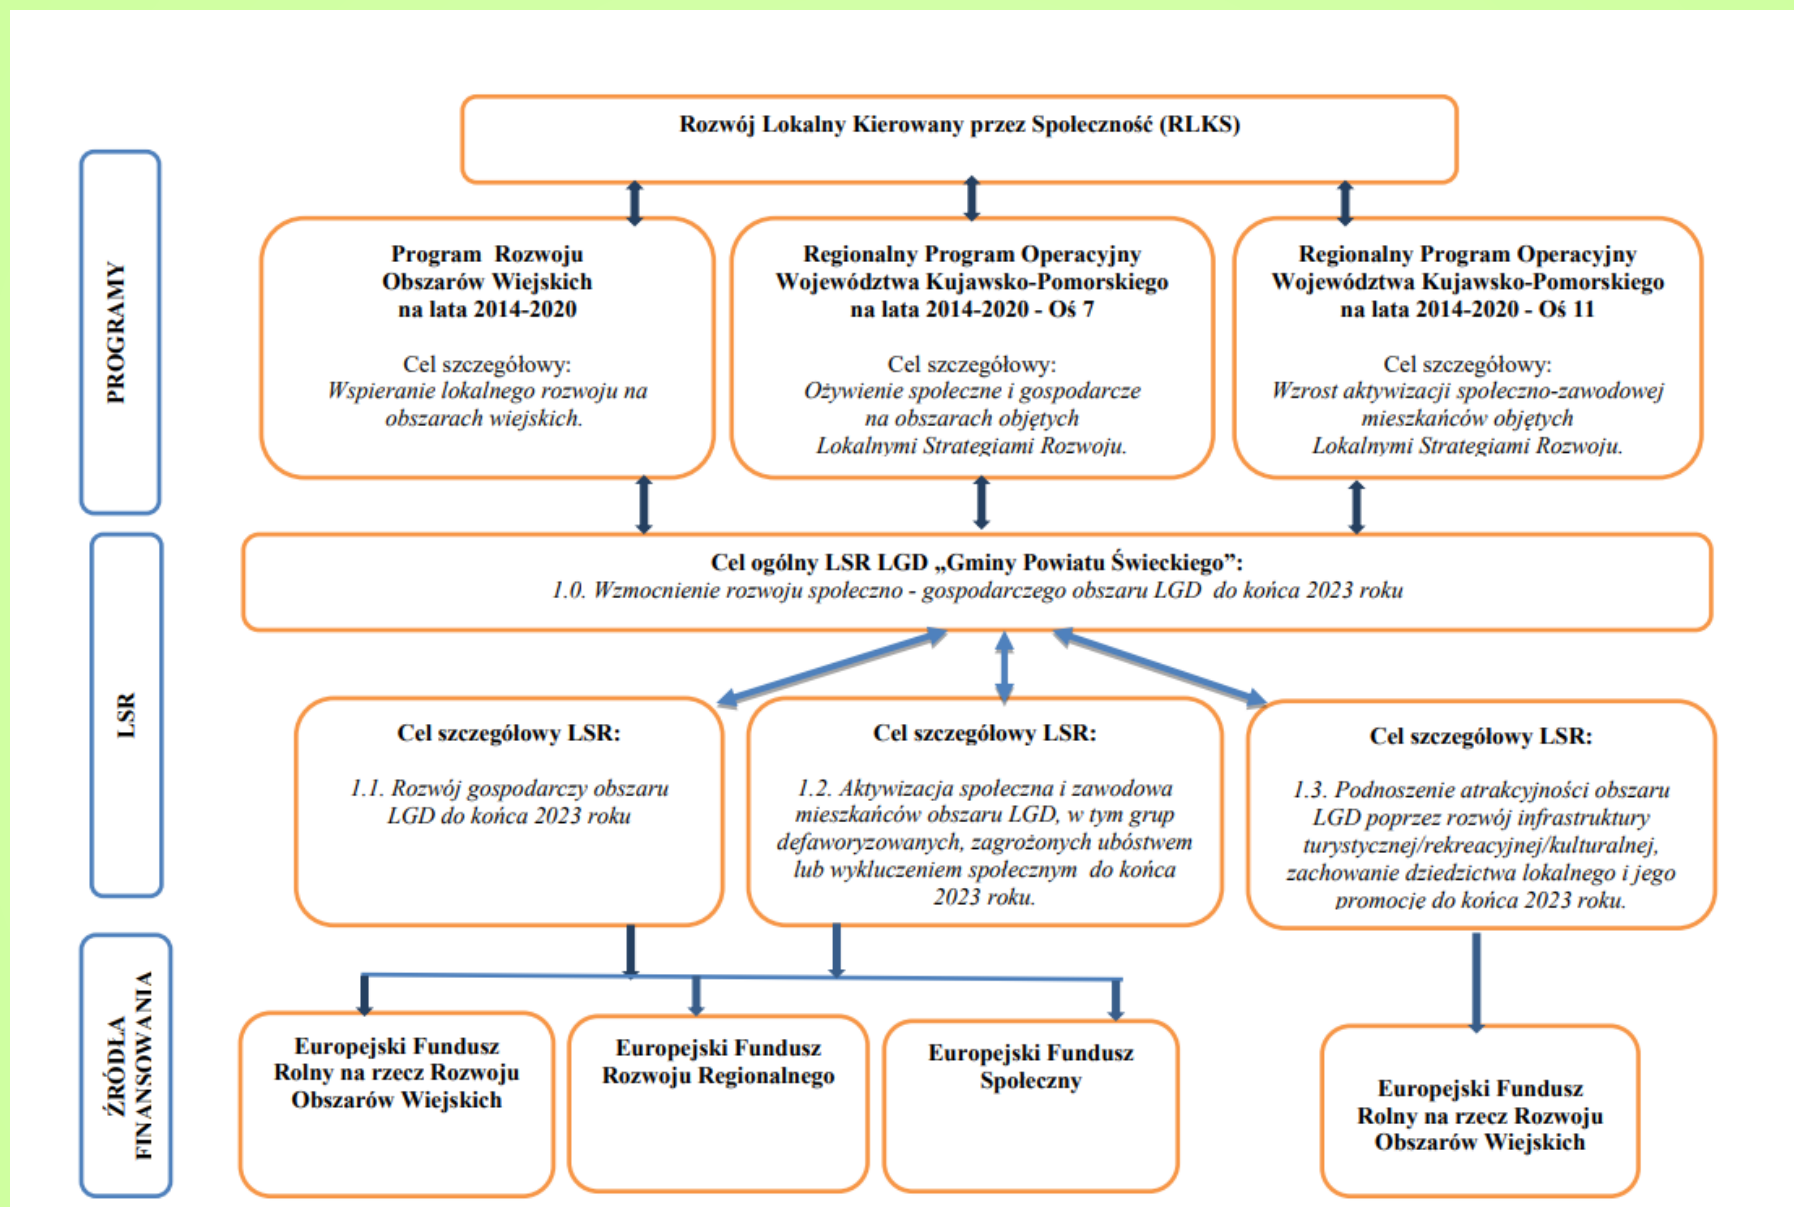 Rozwój Lokalny Kierowany przez Społeczność (RLKS)
PROGRAMY
Program Rozwoju
Obszarów Wiejskich
na lata 2014-2020
Cel szczegółowy:
Wspieranie lokalnego rozwoju na
obszarach wiejskich.
Regionalny Program Operacyjny
Województwa Kujawsko-Pomorskiego
na lata 2014-2020 - Oś 7
Cel szczegółowy:
Ożywienie społeczne i gospodarcze
na obszarach objętych
Lokalnymi Strategiami Rozwoju.
Regionalny Program Operacyjny
Województwa Kujawsko-Pomorskiego
na lata 2014-2020 - Oś 11
Cel szczegółowy:
Wzrost aktywizacji społeczno-zawodowej
mieszkańców objętych
Lokalnymi Strategiami Rozwoju.
LSR
Cel ogólny LSR LGD „Gminy Powiatu Świeckiego”:
1.0. Wzmocnienie rozwoju społeczno - gospodarczego obszaru LGD do końca 2023 roku
Cel szczegółowy LSR:
1.1. Rozwój gospodarczy obszaru
LGD do końca 2023 roku
Cel szczegółowy LSR:
1.2. Aktywizacja społeczna i zawodowa
mieszkańców obszaru LGD, w tym grup
defaworyzowanych, zagrożonych ubóstwem
lub wykluczeniem społecznym do końca
2023 roku.
Cel szczegółowy LSR:
1.3. Podnoszenie atrakcyjności obszaru
LGD poprzez rozwój infrastruktury
turystycznej/rekreacyjnej/kulturalnej,
zachowanie dziedzictwa lokalnego i jego
promocję do końca 2023 roku.
ŹRÓDŁA
FINANSOWANIA
Europejski Fundusz
Rolny na rzecz Rozwoju
Obszarów Wiejskich
Europejski Fundusz
Rozwoju Regionalnego
Europejski Fundusz
Społeczny
Europejski Fundusz
Rolny na rzecz Rozwoju
Obszarów Wiejskich